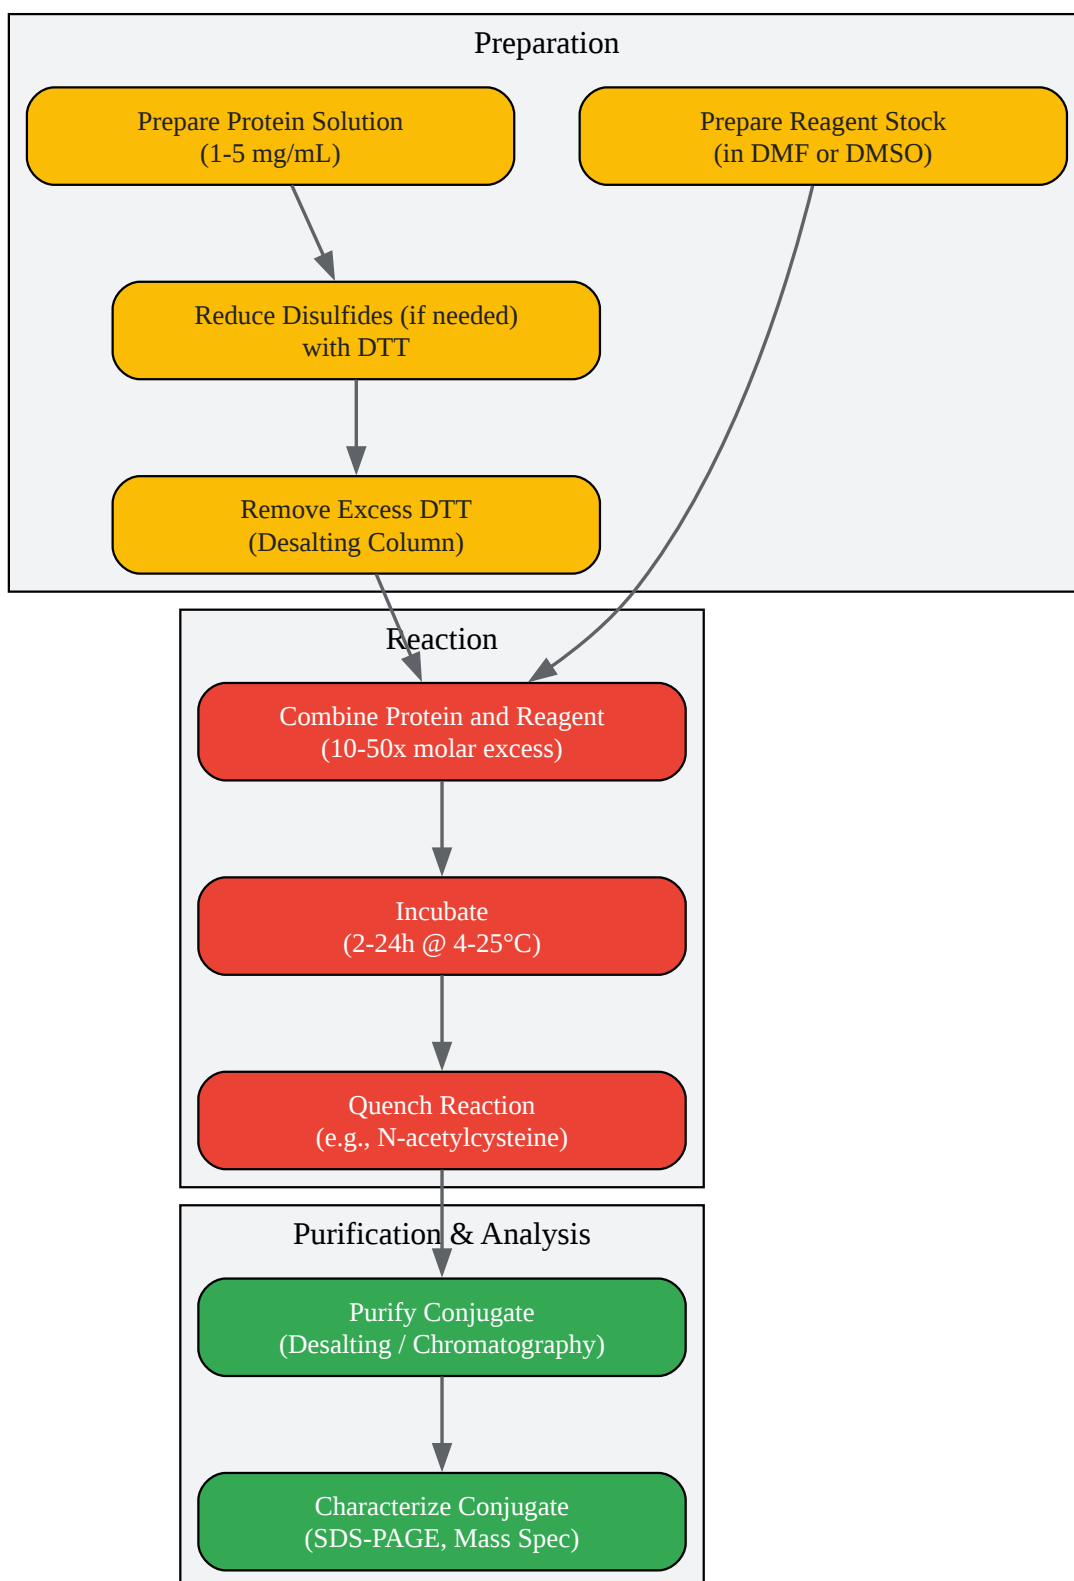 Preparation
Prepare Protein Solution
(1-5 mg/mL)
Prepare Reagent Stock
(in DMF or DMSO)
Reduce Disulfides (if needed)
with DTT
Remove Excess DTT
(Desalting Column)
Reaction
Combine Protein and Reagent
(10-50x molar excess)
Incubate
(2-24h @ 4-25°C)
Quench Reaction
(e.g., N-acetylcysteine)
Purification & Analysis
Purify Conjugate
(Desalting / Chromatography)
Characterize Conjugate
(SDS-PAGE, Mass Spec)